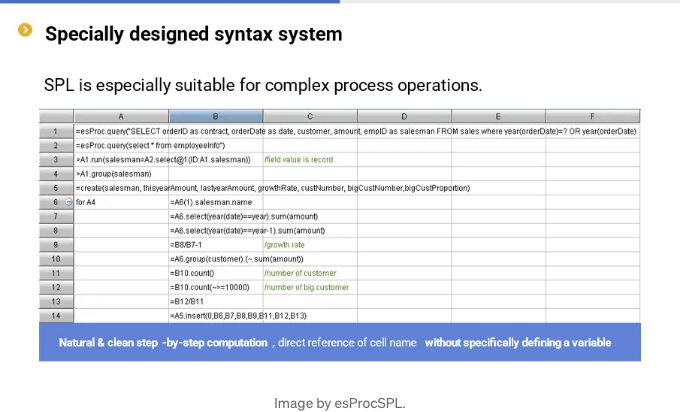 Specially designed syntax system
SPL is especially suitable for complex process operations.
A B C D E F
1 =esProc.query("SELECT orderID as contract, orderDate as date, customer, amount, empID as salesman FROM sales where year(orderDate)=? OR year(orderDate)
2 =esProc.query(select * from employeeInfo")
3 >A1.run(salesman=A2.select@1(ID:A1.salesman)) /field value is record
4 >A1.group(salesman)
5 =create(salesman, thisyearAmount, lastyearAmount, growthRate, custNumber, bigCustNumber,bigCustProportion)
6 for A4 =A6(1).salesman.name
7 =A6.select(year(date)==year).sum(amount)
8 =A6.select(year(date)==year-1).sum(amount)
9 =B8/B7-1 /growth rate
10 =A6.group(customer).(~.sum(amount))
11 =B10.count() /number of customer
12 =B10.count(~>=10000) /number of big customer
13 =B12/B11
14 =A5.insert(0,B6,B7,B8,B9,B11,B12,B13)
Natural & clean step -by-step computation , direct reference of cell name without specifically defining a variable
Image by esProcSPL.